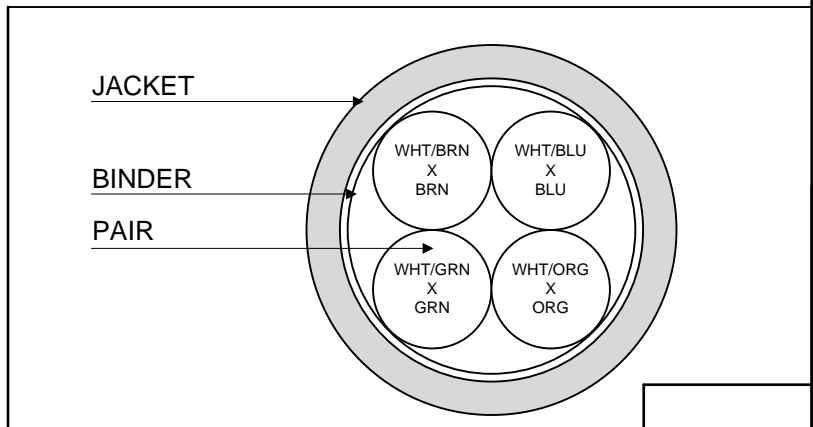 JACKET
BINDER
PAIR
WHT/BRN
X
BRN
WHT/BLU
X
BLU
WHT/GRN
X
GRN
WHT/ORG
X
ORG